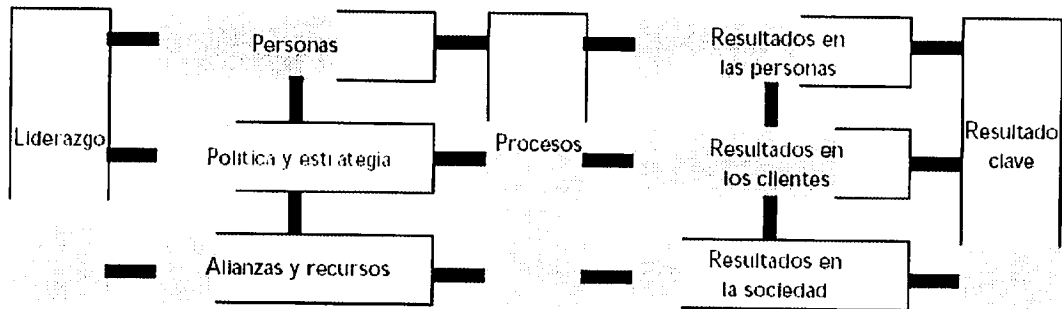 Liderazgo
Personas
Política y estrategia
Alianzas y recursos
Procesos
Resultados en
las personas
Resultados en
los clientes
Resultados en
la sociedad
Resultado
clave